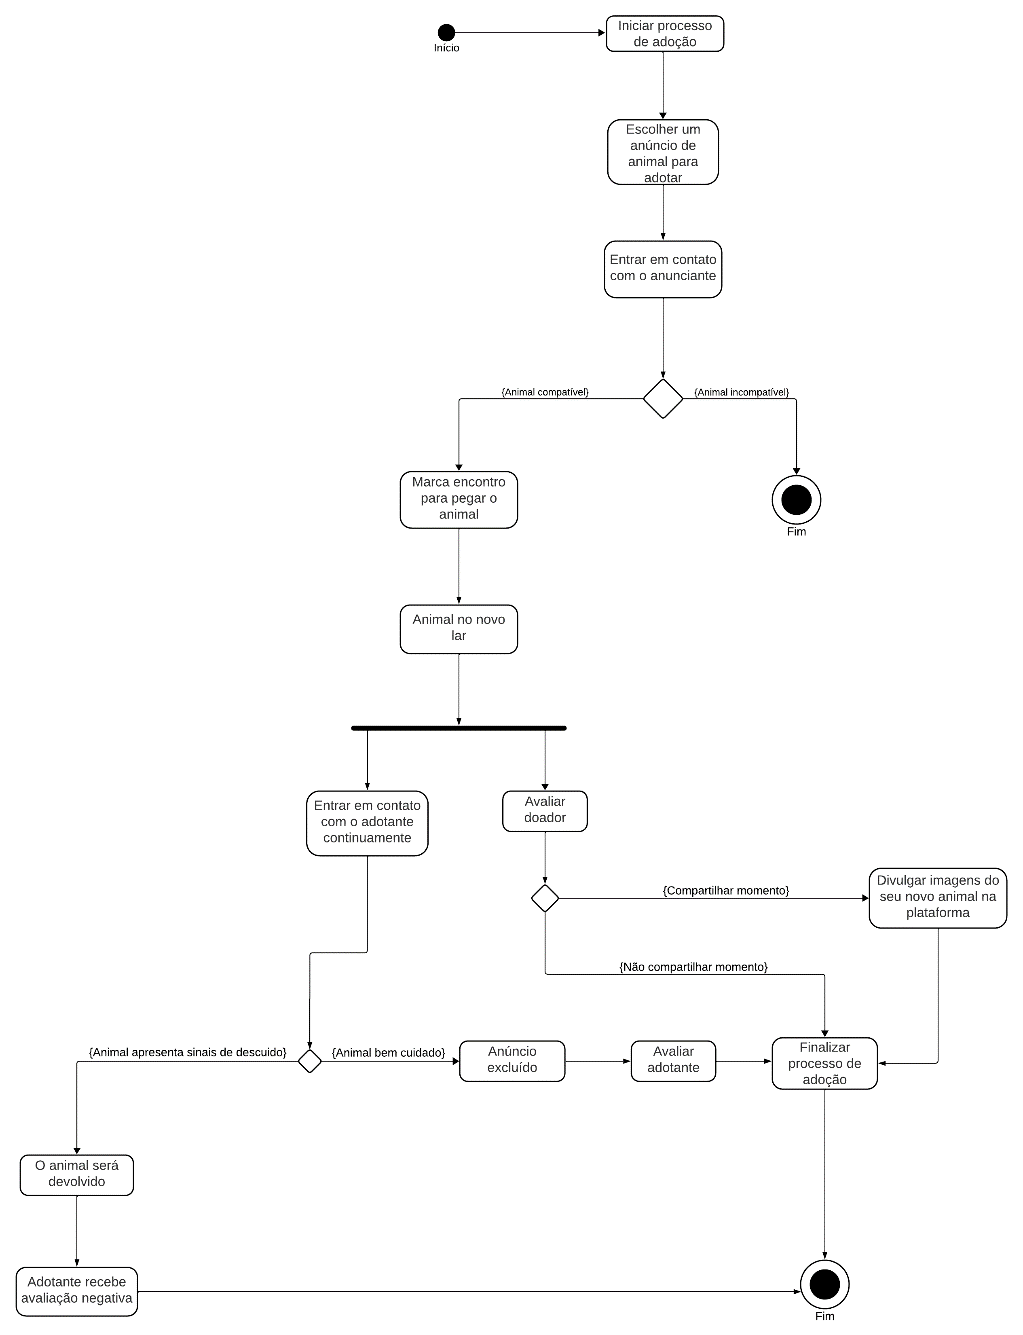 Início
Iniciar processo
de adoção
Escolher um
anúncio de
animal para
adotar
Entrar em contato
com o anunciante
{Animal compatível}
{Animal incompatível}
Marca encontro
para pegar o
animal
Fim
Animal no novo
lar
Entrar em contato
com o adotante
continuamente
Avaliar
doador
{Compartilhar momento}
Divulgar imagens do
seu novo animal na
plataforma
{Não compartilhar momento}
{Animal apresenta sinais de descuido}
{Animal bem cuidado}
Anúncio
excluído
Avaliar
adotante
Finalizar
processo de
adoção
O animal será
devolvido
Adotante recebe
avaliação negativa
Fim